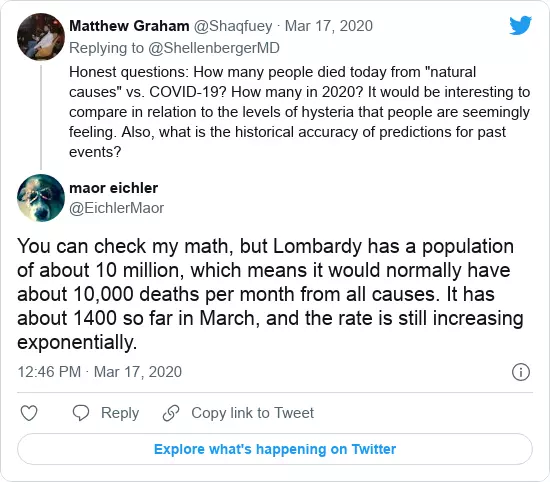 Matthew Graham @Shaqfuey · Mar 17, 2020
Replying to @ShellenbergerMD
Honest questions: How many people died today from "natural
causes" vs. COVID-19? How many in 2020? It would be interesting to
compare in relation to the levels of hysteria that people are seemingly
feeling. Also, what is the historical accuracy of predictions for past
events?
maor eichler
@EichlerMaor
You can check my math, but Lombardy has a population
of about 10 million, which means it would normally have
about 10,000 deaths per month from all causes. It has
about 1400 so far in March, and the rate is still increasing
exponentially.
12:46 PM · Mar 17, 2020
Reply
Copy link to Tweet
Explore what's happening on Twitter